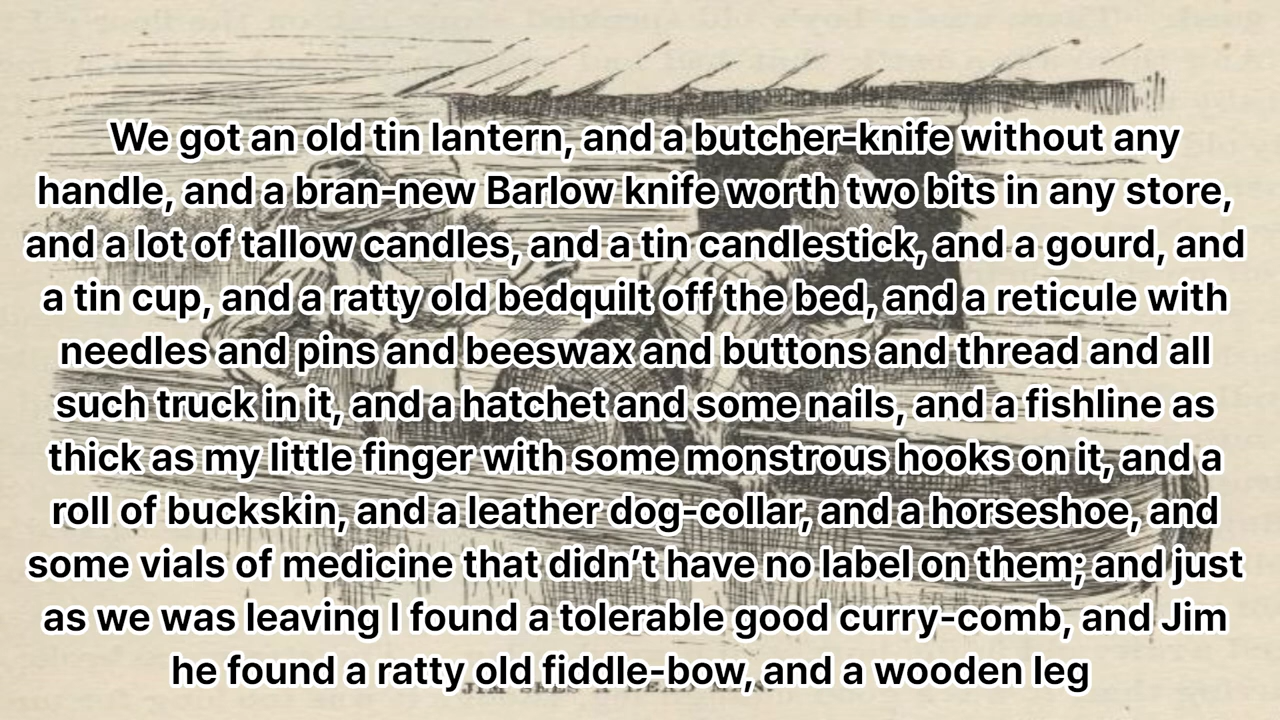 We got an old tin lantern, and a butcher-knife without any
handle, and a bran-new Barlow knife worth two bits in any store,
and a lot of tallow candles, and a tin candlestick, and a gourd, and
a tin cup, and a ratty old bedquilt off the bed, and a reticule with
needles and pins and beeswax and buttons and thread and all
such truck in it, and a hatchet and some nails, and a fishline as
thick as my little finger with some monstrous hooks on it, and a
roll of buckskin, and a leather dog-collar, and a horseshoe, and
some vials of medicine that didn’t have no label on them; and just
as we was leaving I found a tolerable good curry-comb, and Jim
he found a ratty old fiddle-bow, and a wooden leg